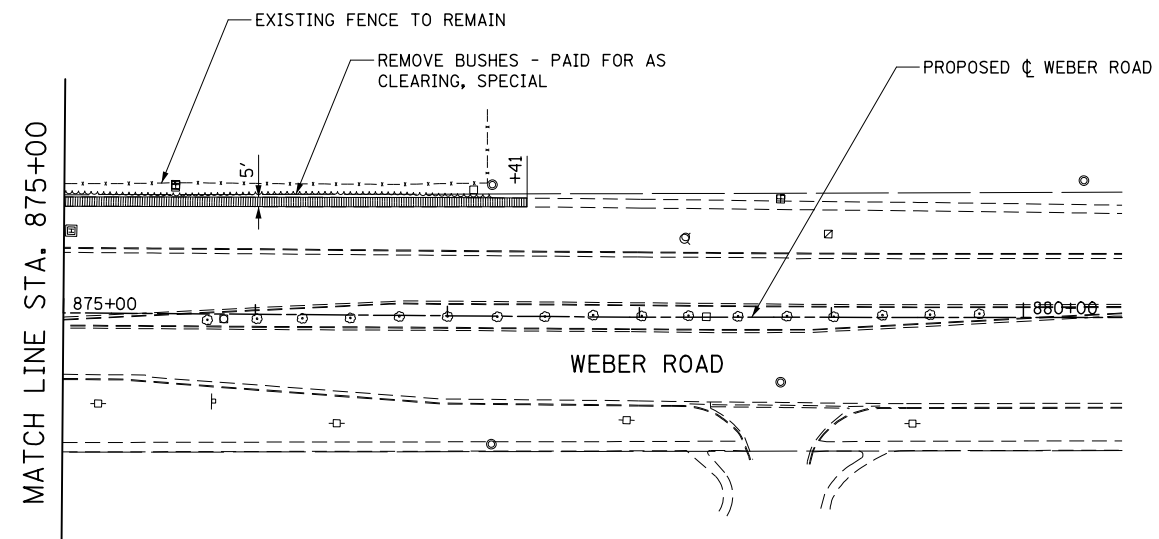 EXISTING FENCE TO REMAIN
REMOVE BUSHES - PAID FOR AS
CLEARING, SPECIAL
PROPOSED ℄ WEBER ROAD
MATCH LINE STA. 875+00
5'
+41
875+00
880+00
WEBER ROAD